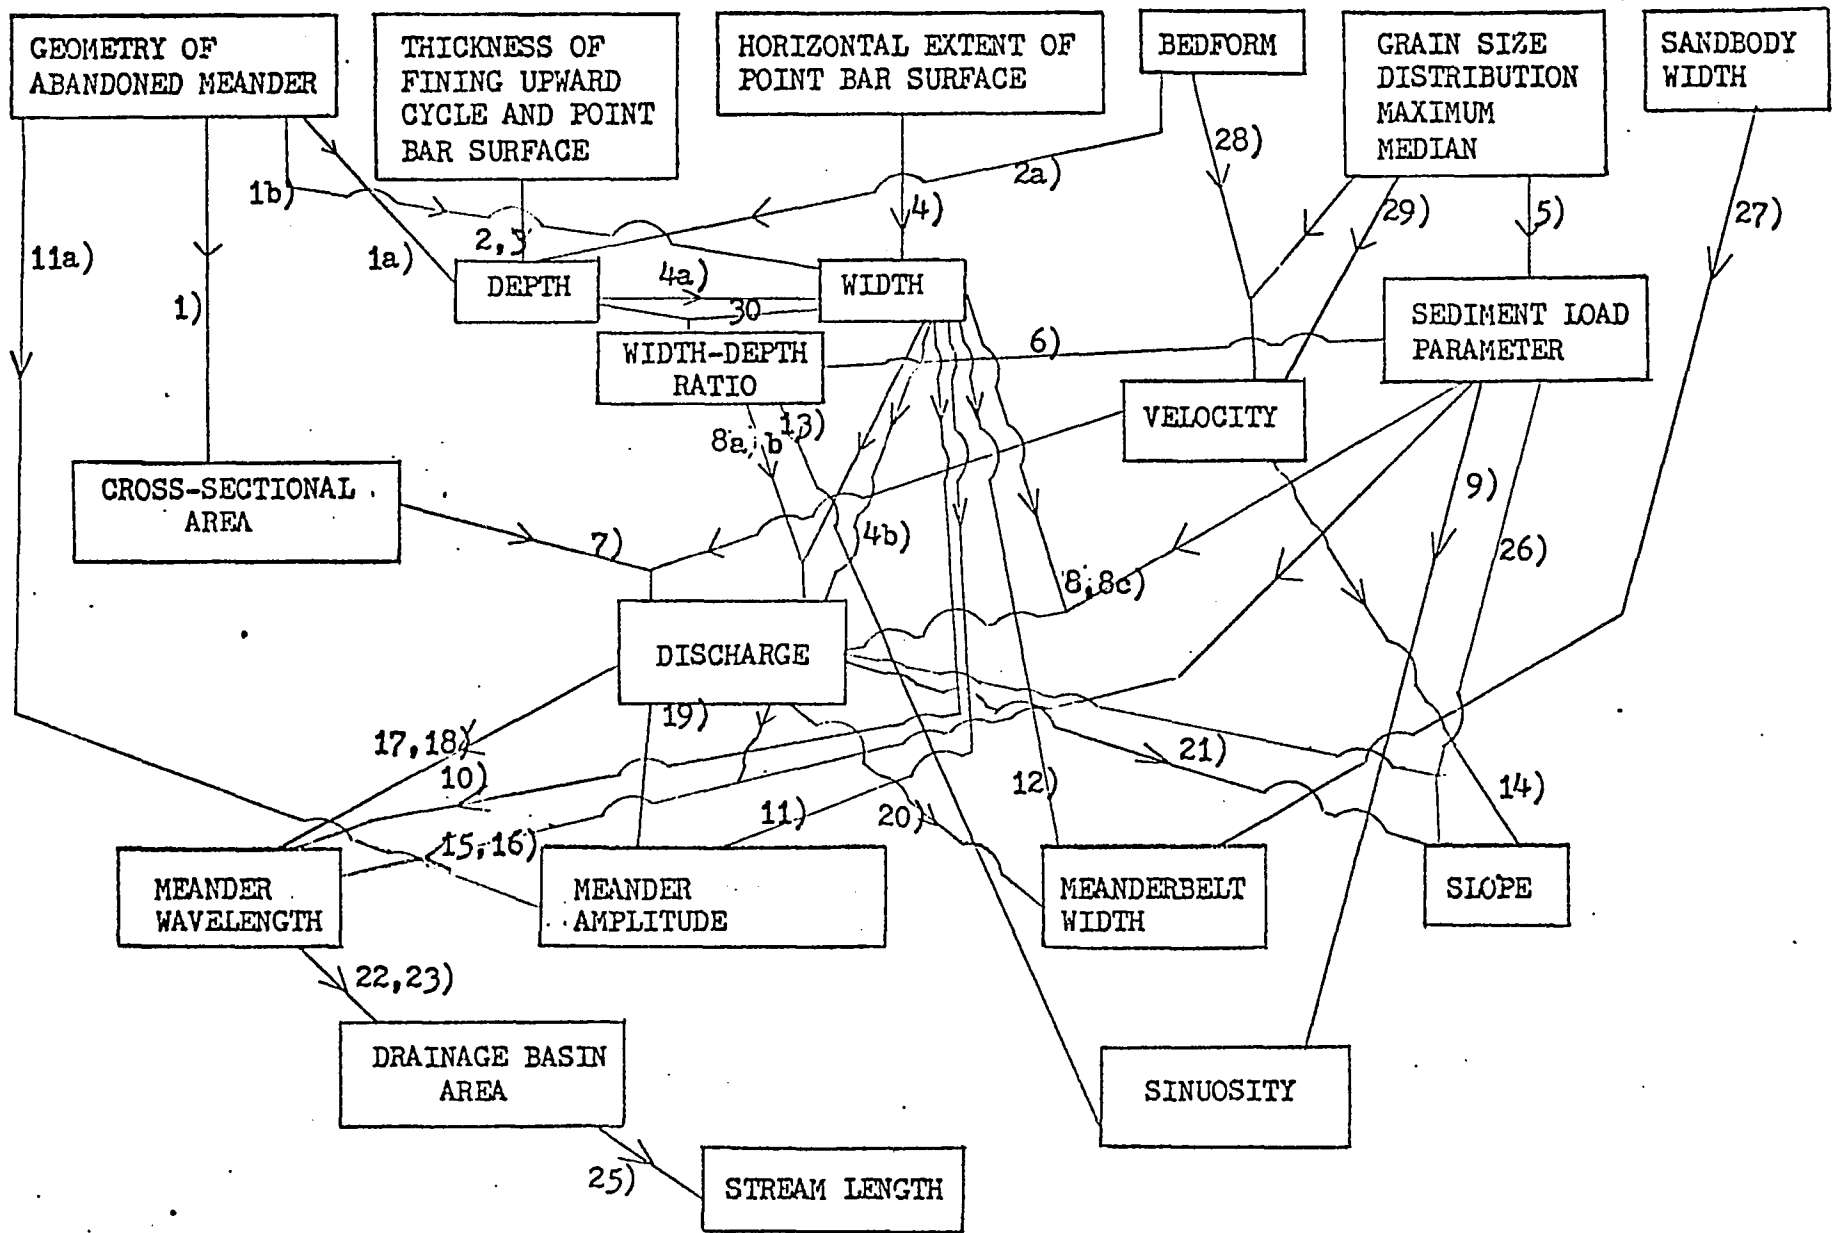 GEOMETRY OF
ABANDONED MEANDER
THICKNESS OF
FINING UPWARD
CYCLE AND POINT
BAR SURFACE
HORIZONTAL EXTENT OF
POINT BAR SURFACE
BEDFORM
GRAIN SIZE
DISTRIBUTION
MAXIMUM
MEDIAN
SANDBODY
WIDTH
28)
2a)
1b)
4)
29)
5)
27)
2,3
11a)
1a)
1)
DEPTH
4a)
30
WIDTH
SEDIMENT LOAD
PARAMETER
WIDTH-DEPTH
RATIO
6)
VELOCITY
13)
8a, b
CROSS-SECTIONAL
AREA
9)
7)
4b)
26)
8,8c)
DISCHARGE
19)
17,18)
10)
21)
12)
14)
11)
20)
15,16)
MEANDER
WAVELENGTH
MEANDER
AMPLITUDE
MEANDERBELT
WIDTH
SLOPE
22,23)
DRAINAGE BASIN
AREA
SINUOSITY
25)
STREAM LENGTH